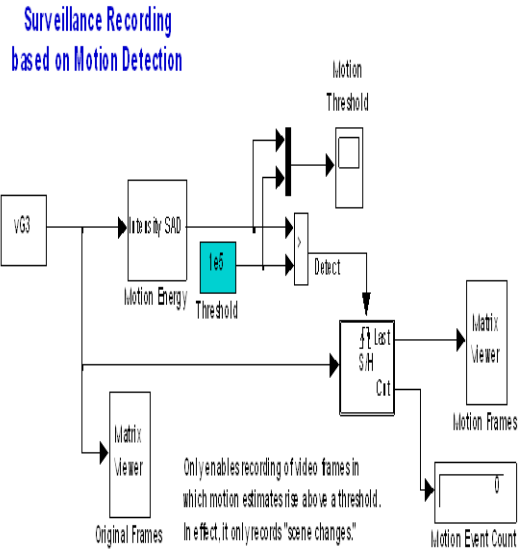 Surveillance Recording
based on Motion Detection
Motion
Threshold
vG3
Intensity SAD
Motion Energy
1e5
Threshold
>
Detect
Last
S/H
Cnt
Matrix
Viewer
Motion Frames
Matrix
Viewer
Original Frames
Only enables recording of video frames in
which motion estimates rise above a threshold.
In effect, it only records "scene changes."
0
Motion Event Count